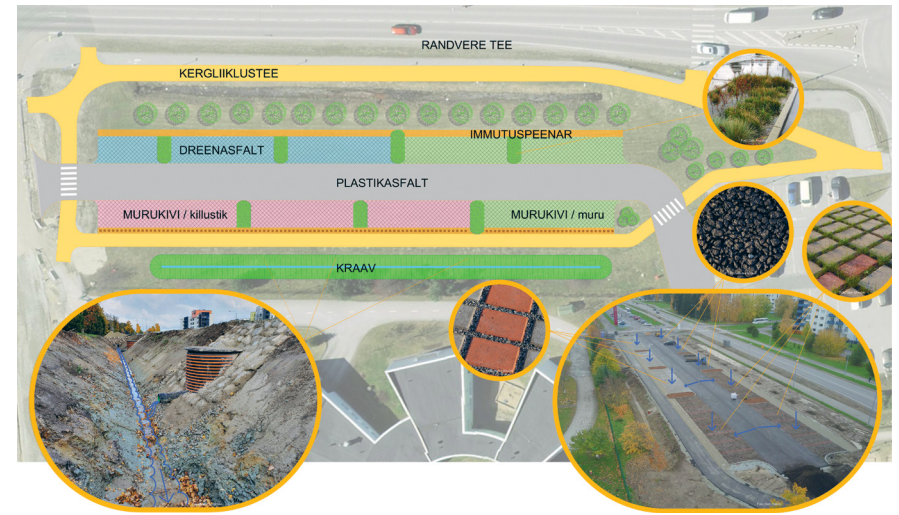 RANDVERE TEE
KERGLIIKLUSTEE
IMMUTUSPEENAR
DREENASFALT
PLASTIKASFALT
MURUKIVI / killustik
MURUKIVI / muru
KRAAV